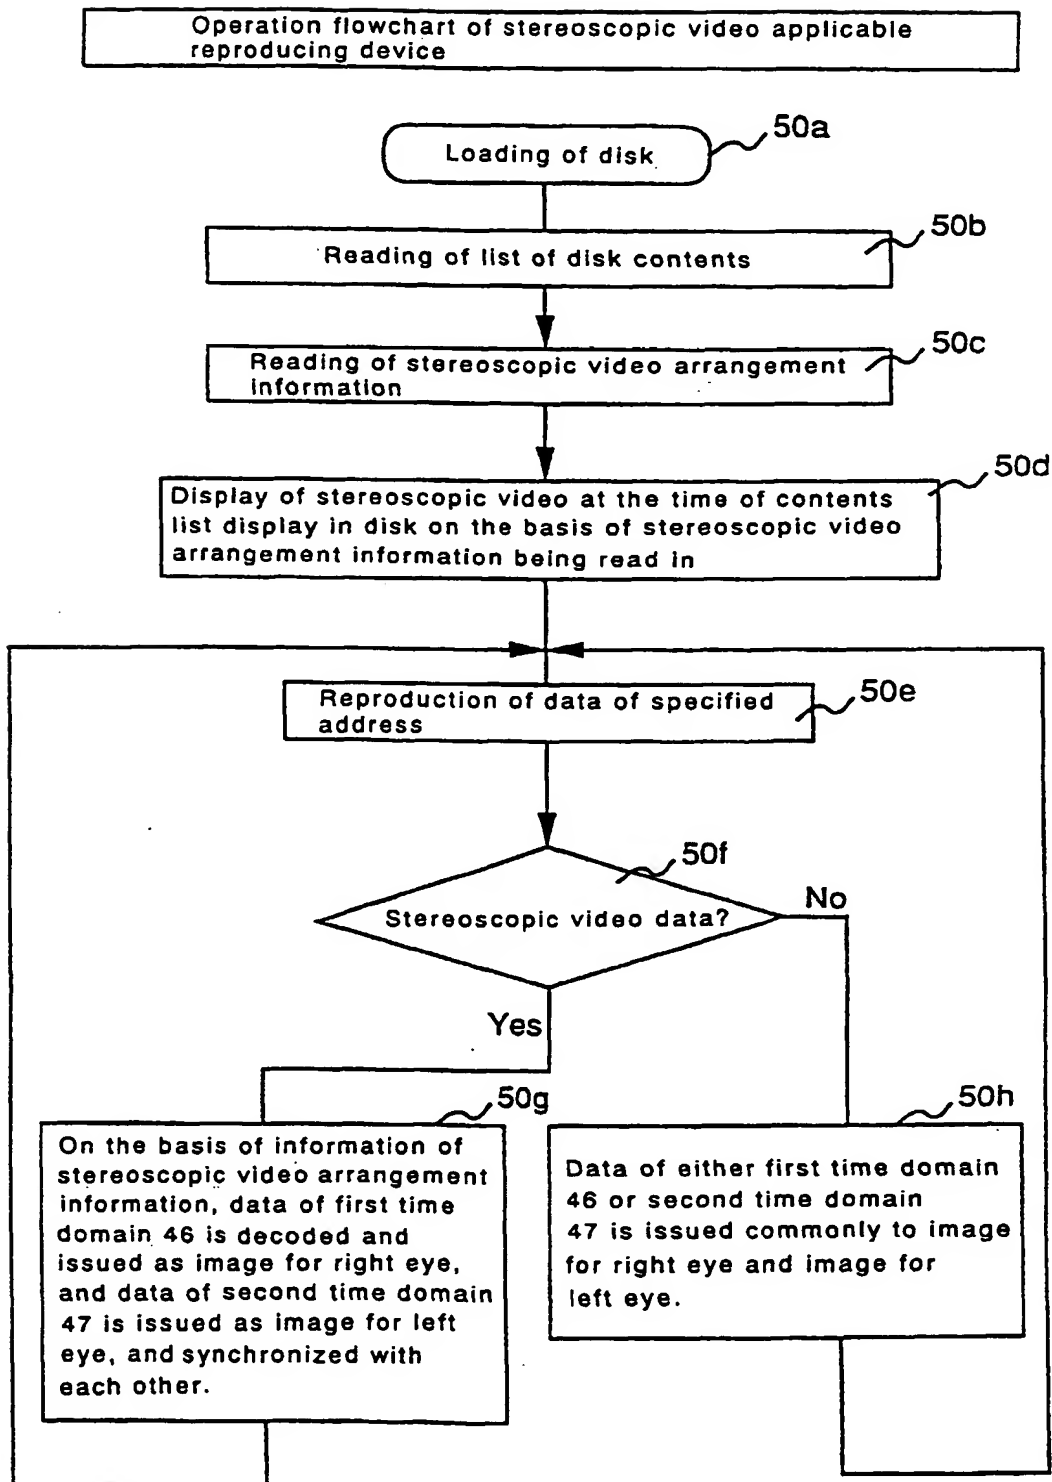 Operation flowchart of stereoscopic video applicable
reproducing device
50a
Loading of disk
50b
Reading of list of disk contents
50c
Reading of stereoscopic video arrangement
information
50d
Display of stereoscopic video at the time of contents
list display in disk on the basis of stereoscopic video
arrangement information being read in
50e
Reproduction of data of specified
address
50f
Stereoscopic video data?
No
Yes
50g
On the basis of information of
stereoscopic video arrangement
information, data of first time
domain 46 is decoded and
issued as image for right eye,
and data of second time domain
47 is issued as image for left
eye, and synchronized with
each other.
50h
Data of either first time domain
46 or second time domain
47 is issued commonly to image
for right eye and image for
left eye.